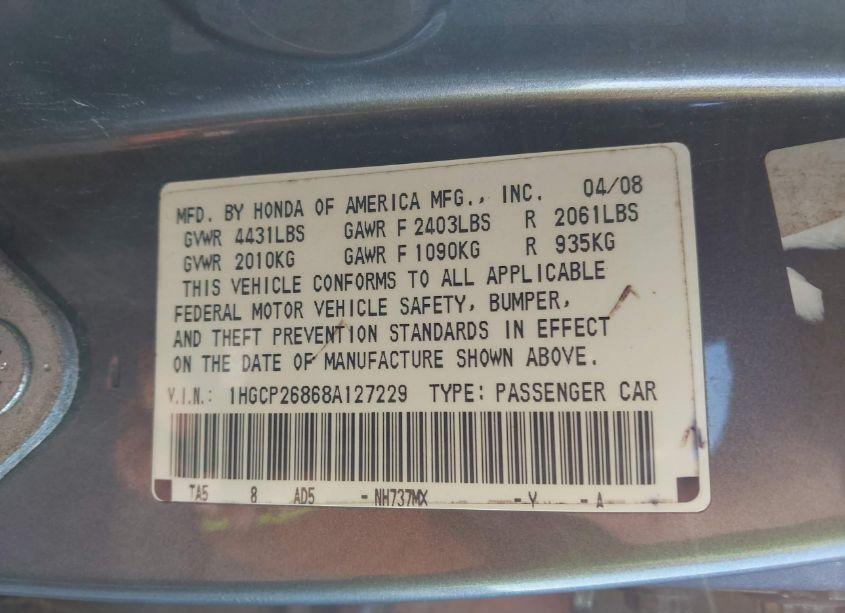 MFD. BY HONDA OF AMERICA MFG., INC. 04/08
GVWR 4431LBS GAWR F 2403LBS R 2061LBS
GVWR 2010KG GAWR F 1090KG R 935KG
THIS VEHICLE CONFORMS TO ALL APPLICABLE
FEDERAL MOTOR VEHICLE SAFETY, BUMPER,
AND THEFT PREVENTION STANDARDS IN EFFECT
ON THE DATE OF MANUFACTURE SHOWN ABOVE.
V.I.N.: 1HGCP26868A127229 TYPE: PASSENGER CAR
TA5 8 AD5 - NH737MX - Y - A